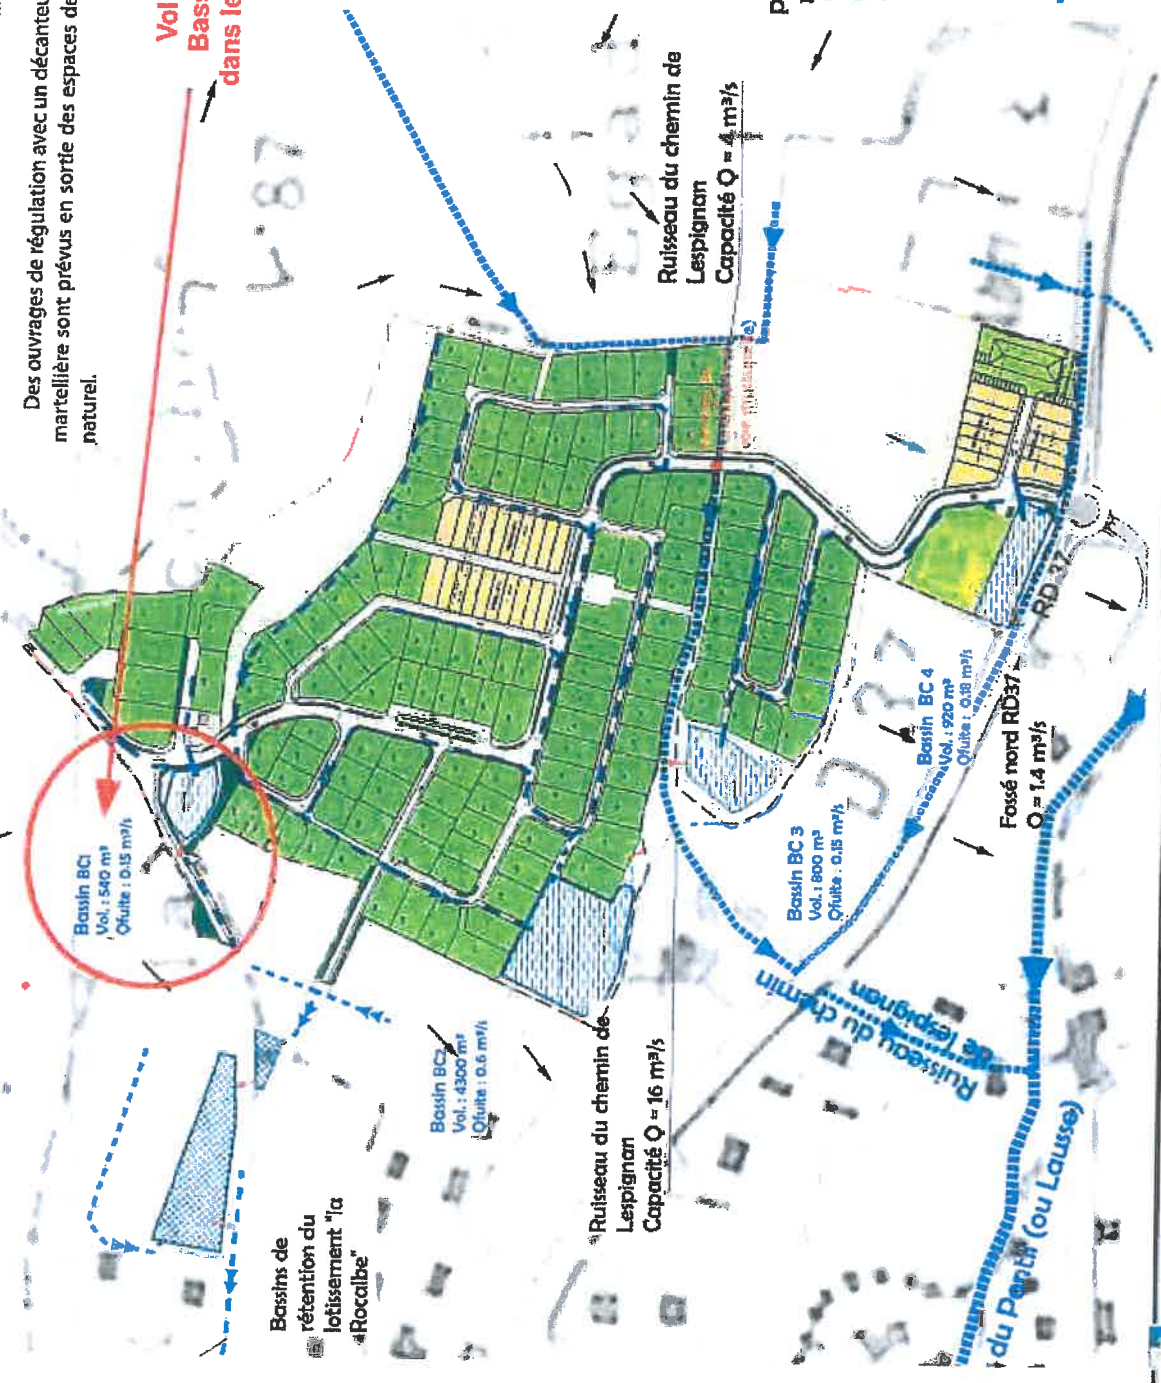 Des ouvrages de régulation avec un décanteu
martellière sont prévus en sortie des espaces de
naturel.
Vol
Bass
dans le
Ruisseau du chemin de
Lespignan
Capacité Q = 4 m³/s
Bassin BC1
Vol. : 540 m³
Qfuite : 0.15 m³/s
Bassin BC2
Vol. : 4300 m³
Qfuite : 0.6 m³/s
Bassins de
rétention du
lotissement "la
Rocalbe"
Ruisseau du chemin de
Lespignan
Capacité Q = 16 m³/s
Bassin BC 3
Vol. : 800 m³
Qfuite : 0.15 m³/s
Bassin BC 4
Vol. : 920 m³
Qfuite : 0.18 m³/s
RD 37
Fossé nord RD37
Q = 1.4 m³/s
Ruisseau du chemin
de lespignan
du Pontil (ou Lausse)